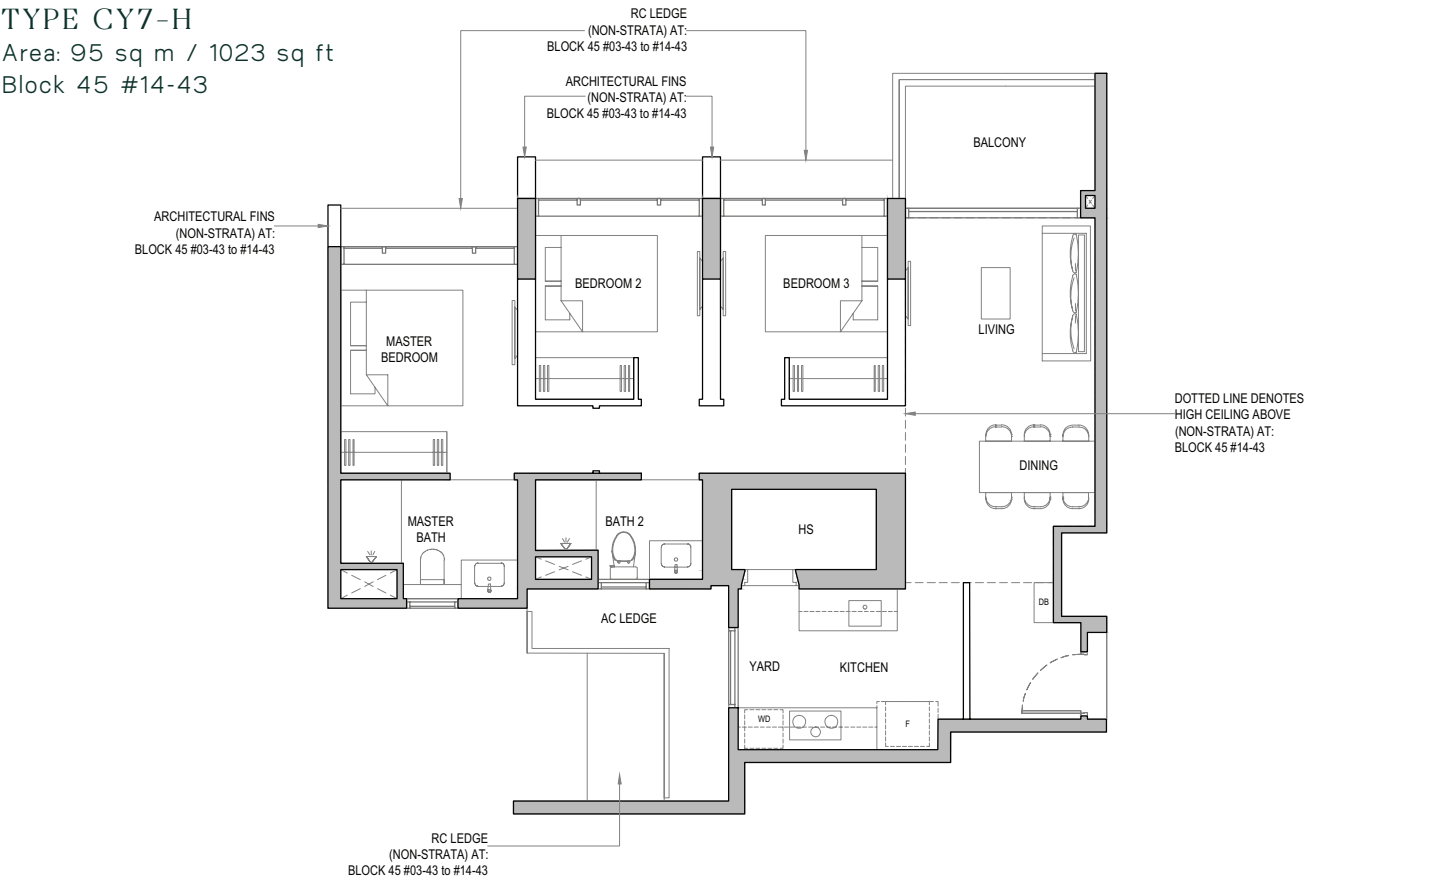 TYPE CY7-H
Area: 95 sq m / 1023 sq ft
Block 45 #14-43
RC LEDGE
(NON-STRATA) AT:
BLOCK 45 #03-43 to #14-43
ARCHITECTURAL FINS
(NON-STRATA) AT:
BLOCK 45 #03-43 to #14-43
BALCONY
ARCHITECTURAL FINS
(NON-STRATA) AT:
BLOCK 45 #03-43 to #14-43
BEDROOM 2
BEDROOM 3
LIVING
MASTER
BEDROOM
DOTTED LINE DENOTES
HIGH CEILING ABOVE
(NON-STRATA) AT:
BLOCK 45 #14-43
DINING
MASTER
BATH
BATH 2
HS
DB
AC LEDGE
YARD
KITCHEN
WD
F
RC LEDGE
(NON-STRATA) AT:
BLOCK 45 #03-43 to #14-43